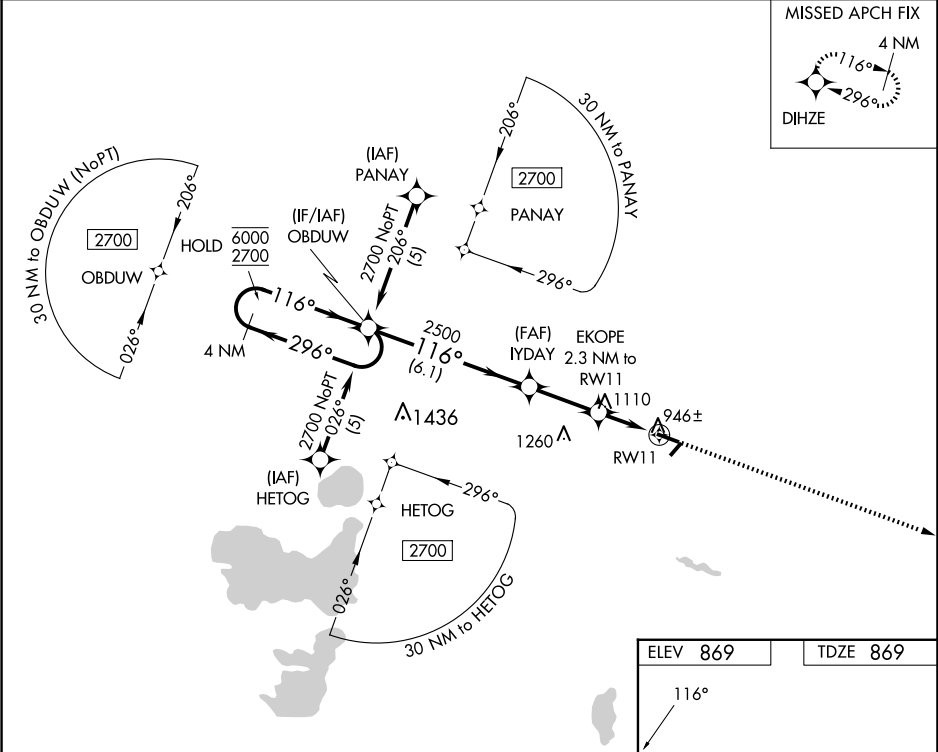 MISSED APCH FIX
4 NM
116°
296°
DIHZE
30 NM to OBDUW (NoPT)
206°
2700
OBDUW
026°
(IAF)
PANAY
206°
2700
PANAY
296°
30 NM to PANAY
(IF/IAF)
OBDUW
HOLD
6000
2700
2700 NoPT
206°
(5)
116°
296°
4 NM
2500
116°
(6.1)
(FAF)
IYDAY
EKOPE
2.3 NM to
RW11
1110
946±
1260
RW11
1436
2700 NoPT
026°
(5)
(IAF)
HETOG
296°
HETOG
2700
026°
30 NM to HETOG
ELEV 869
TDZE 869
116°